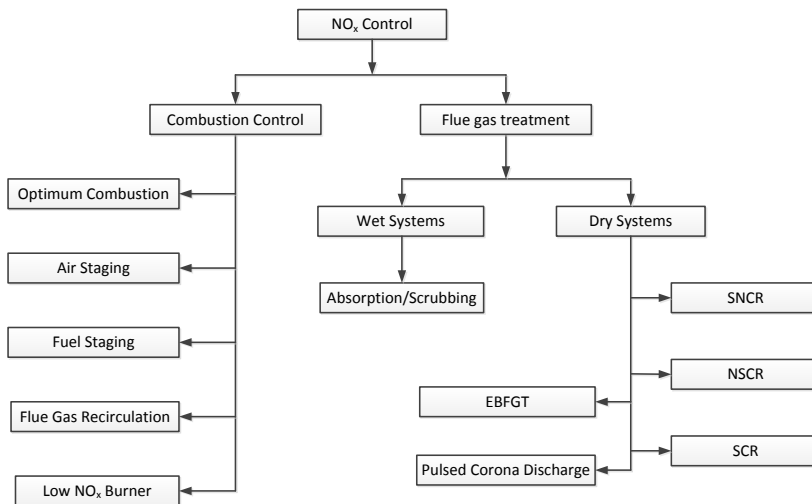 NOₓ Control
Combustion Control
Flue gas treatment
Optimum Combustion
Wet Systems
Dry Systems
Air Staging
Absorption/Scrubbing
SNCR
Fuel Staging
NSCR
EBFGT
Flue Gas Recirculation
SCR
Pulsed Corona Discharge
Low NOₓ Burner